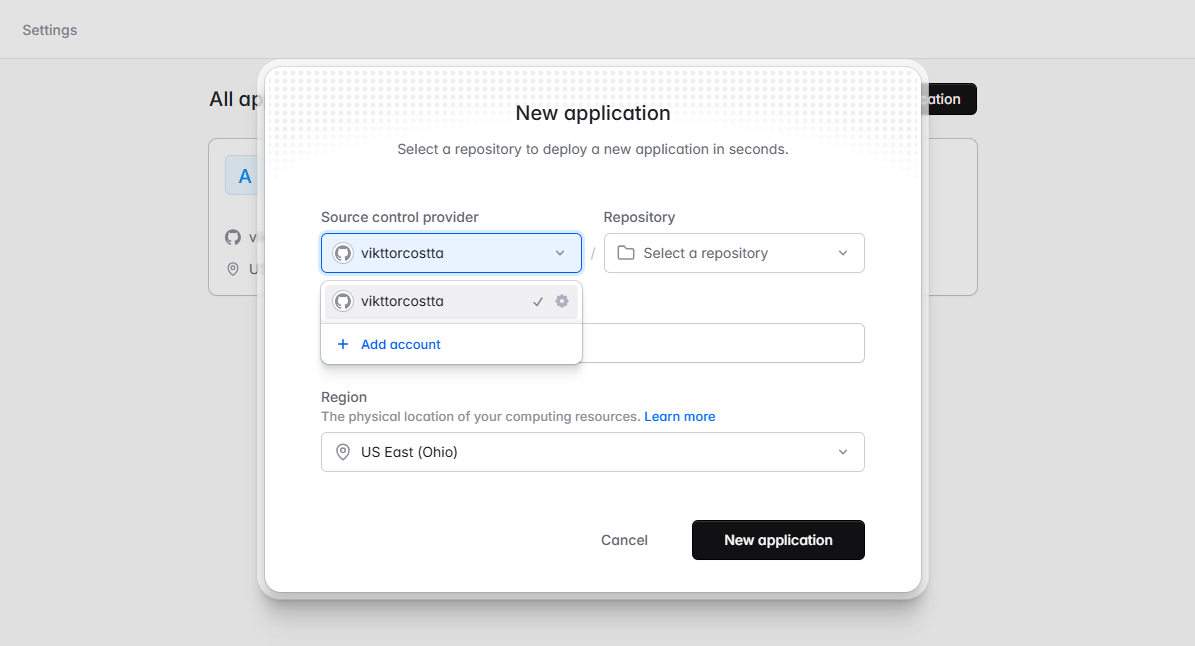 Settings
All ap
ation
New application
Select a repository to deploy a new application in seconds.
A
Source control provider
Repository
vikttorcostta
/
Select a repository
vikttorcostta
Add account
Region
The physical location of your computing resources. Learn more
US East (Ohio)
Cancel
New application